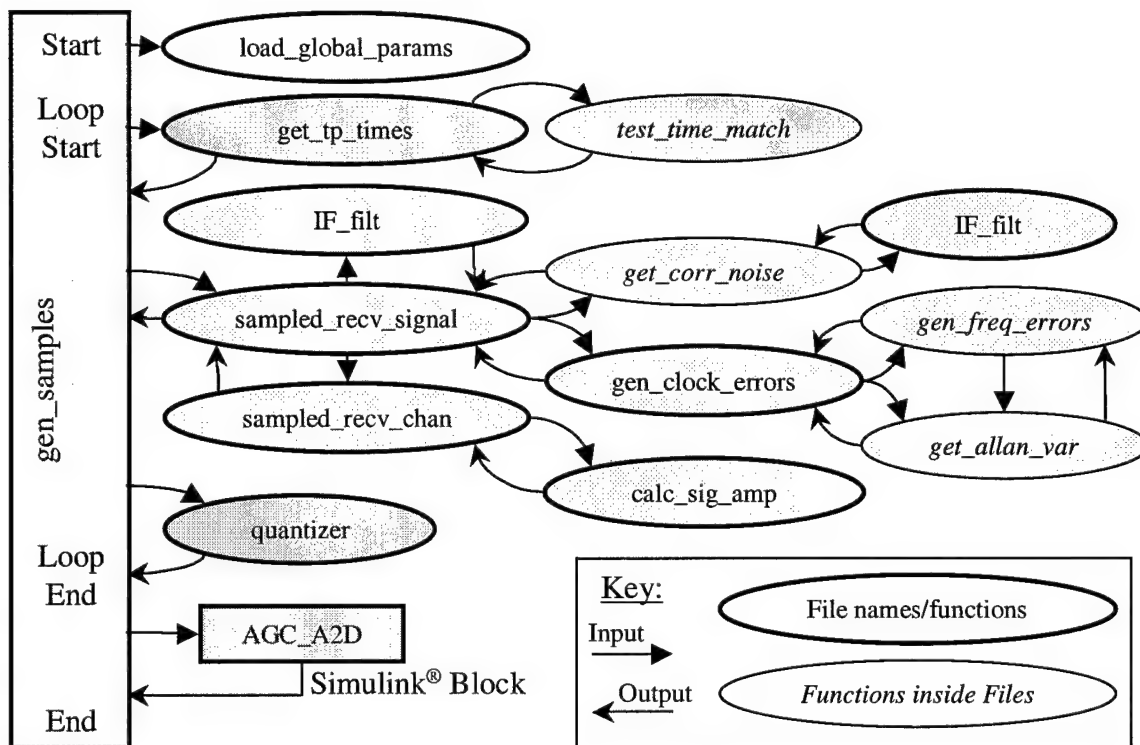 Start
load_global_params
Loop
Start
get_tp_times
test_time_match
IF_filt
IF_filt
get_corr_noise
sampled_recv_signal
gen_freq_errors
gen_clock_errors
gen_samples
sampled_recv_chan
get_allan_var
calc_sig_amp
quantizer
Loop
End
AGC_A2D
Simulink® Block
End
Key:
File names/functions
Input
Output
Functions inside Files